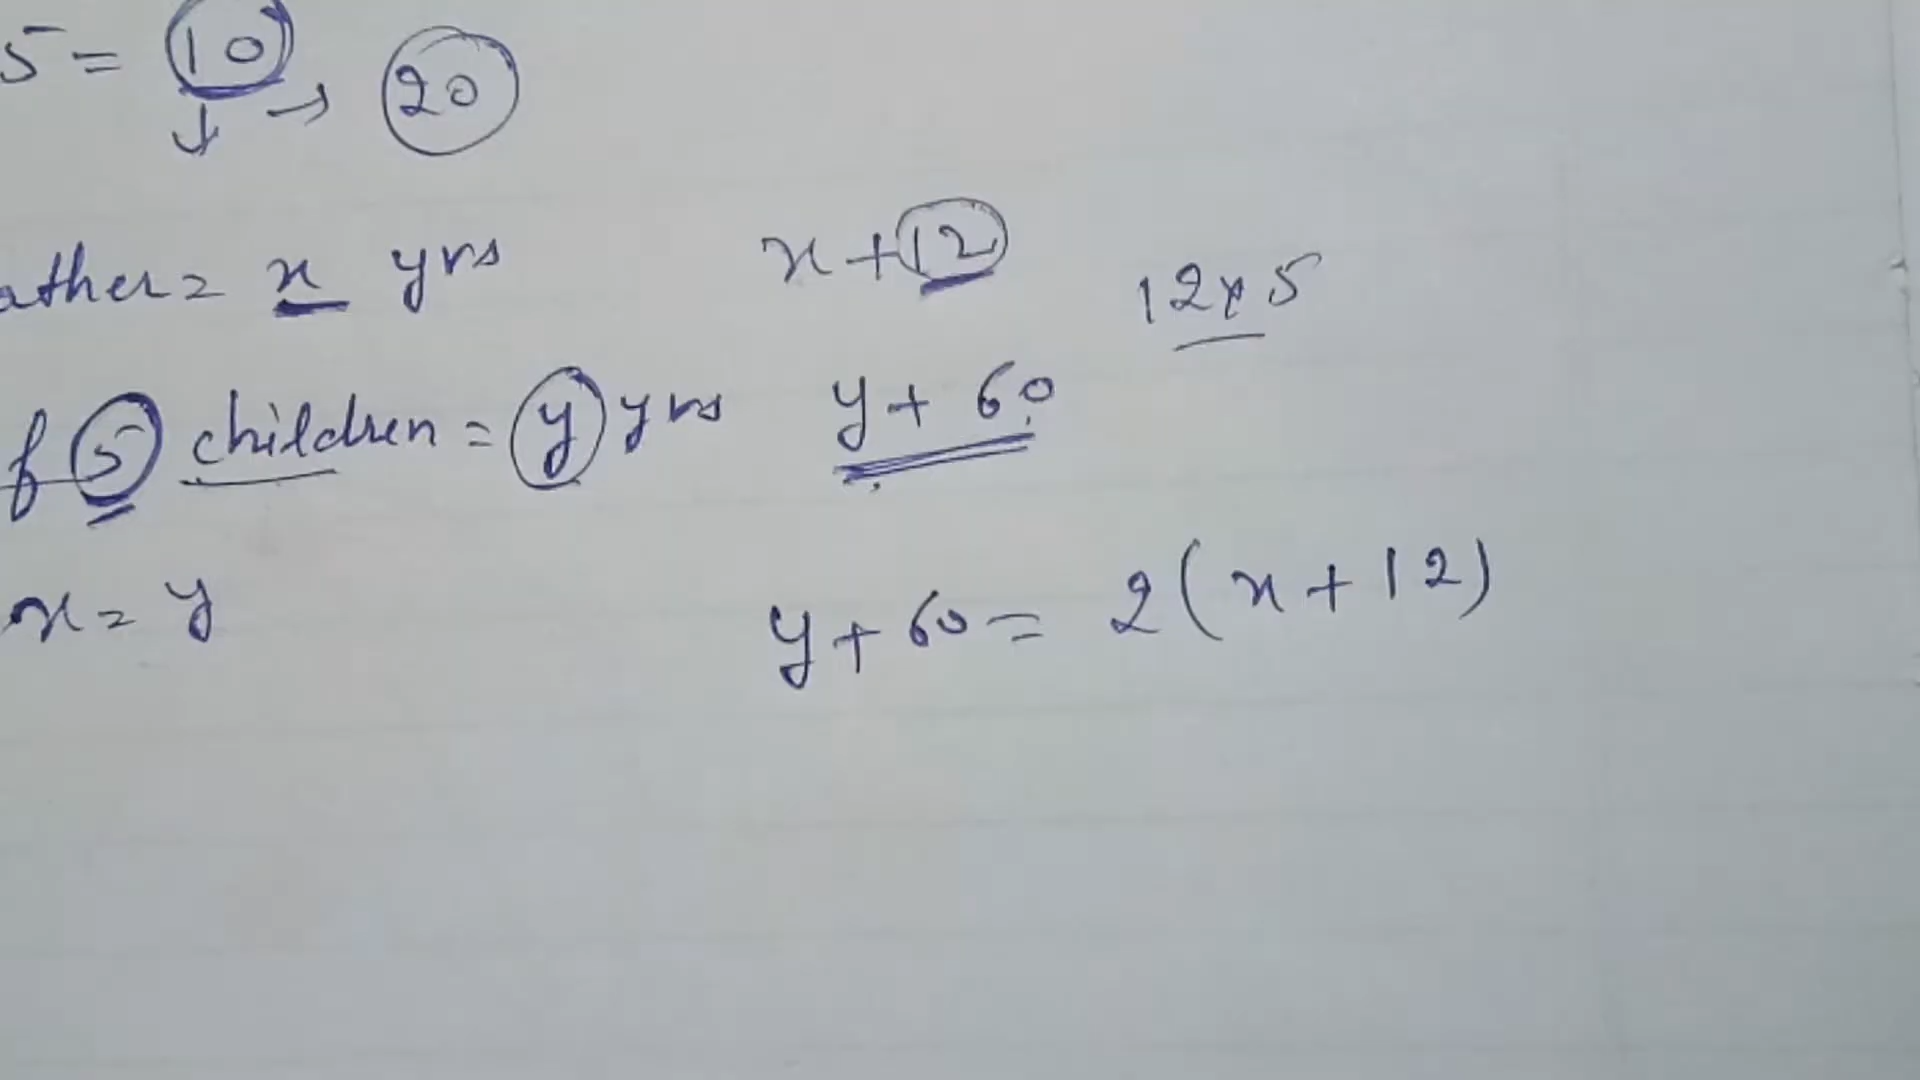 5 = 10 → 20
↓
ather = x yrs x + 12
12 × 5
f 5 children = y yrs y + 60
x = y y + 60 = 2 ( x + 12 )